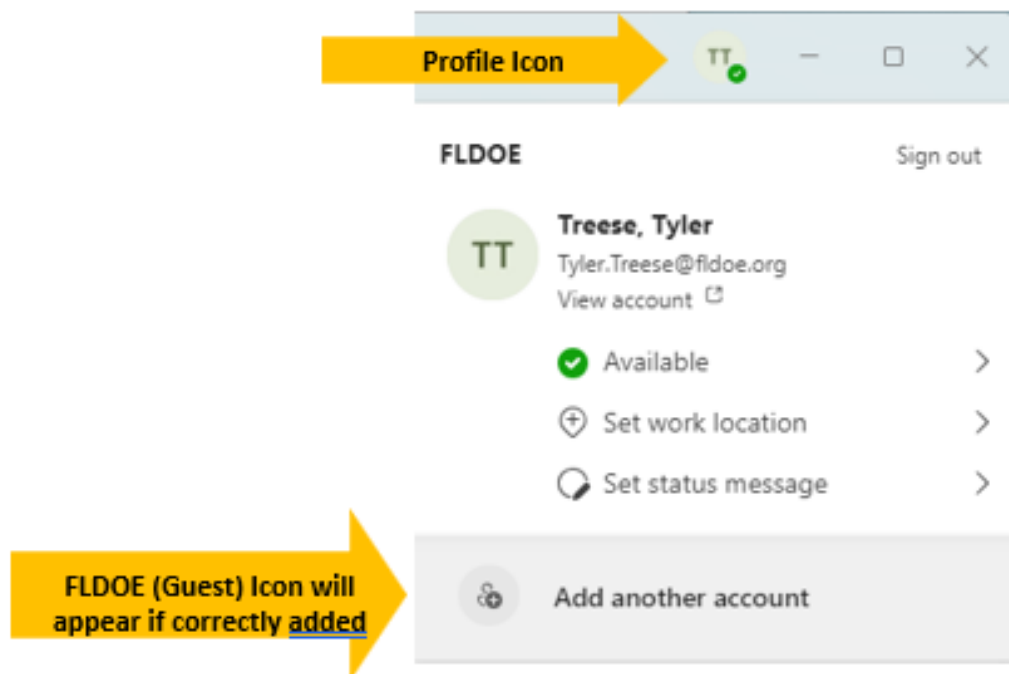 Profile Icon
TT
FLDOE
Sign out
TT
Treese, Tyler
Tyler.Treese@fldoe.org
View account
Available
Set work location
Set status message
FLDOE (Guest) Icon will
appear if correctly added
Add another account